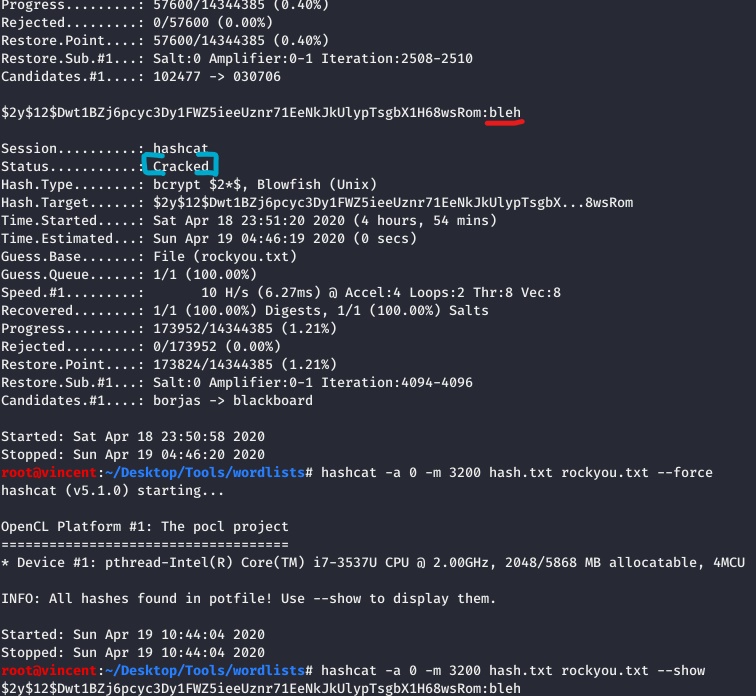 Progress.........: 57600/14344385 (0.40%)
Rejected.........: 0/57600 (0.00%)
Restore.Point....: 57600/14344385 (0.40%)
Restore.Sub.#1...: Salt:0 Amplifier:0-1 Iteration:2508-2510
Candidates.#1....: 102477 -> 030706

$2y$12$Dwt1BZj6pcyc3Dy1FWZ5ieeUznr71EeNkJkUlypTsgbX1H68wsRom:bleh

Session..........: hashcat
Status...........: Cracked
Hash.Type........: bcrypt $2*$, Blowfish (Unix)
Hash.Target......: $2y$12$Dwt1BZj6pcyc3Dy1FWZ5ieeUznr71EeNkJkUlypTsgbX...8wsRom
Time.Started.....: Sat Apr 18 23:51:20 2020 (4 hours, 54 mins)
Time.Estimated...: Sun Apr 19 04:46:19 2020 (0 secs)
Guess.Base.......: File (rockyou.txt)
Guess.Queue......: 1/1 (100.00%)
Speed.#1.........:       10 H/s (6.27ms) @ Accel:4 Loops:2 Thr:8 Vec:8
Recovered........: 1/1 (100.00%) Digests, 1/1 (100.00%) Salts
Progress.........: 173952/14344385 (1.21%)
Rejected.........: 0/173952 (0.00%)
Restore.Point....: 173824/14344385 (1.21%)
Restore.Sub.#1...: Salt:0 Amplifier:0-1 Iteration:4094-4096
Candidates.#1....: borjas -> blackboard

Started: Sat Apr 18 23:50:58 2020
Stopped: Sun Apr 19 04:46:20 2020
root@vincent:~/Desktop/Tools/wordlists# hashcat -a 0 -m 3200 hash.txt rockyou.txt --force
hashcat (v5.1.0) starting...

OpenCL Platform #1: The pocl project
====================================
* Device #1: pthread-Intel(R) Core(TM) i7-3537U CPU @ 2.00GHz, 2048/5868 MB allocatable, 4MCU

INFO: All hashes found in potfile! Use --show to display them.

Started: Sun Apr 19 10:44:04 2020
Stopped: Sun Apr 19 10:44:04 2020
root@vincent:~/Desktop/Tools/wordlists# hashcat -a 0 -m 3200 hash.txt rockyou.txt --show
$2y$12$Dwt1BZj6pcyc3Dy1FWZ5ieeUznr71EeNkJkUlypTsgbX1H68wsRom:bleh